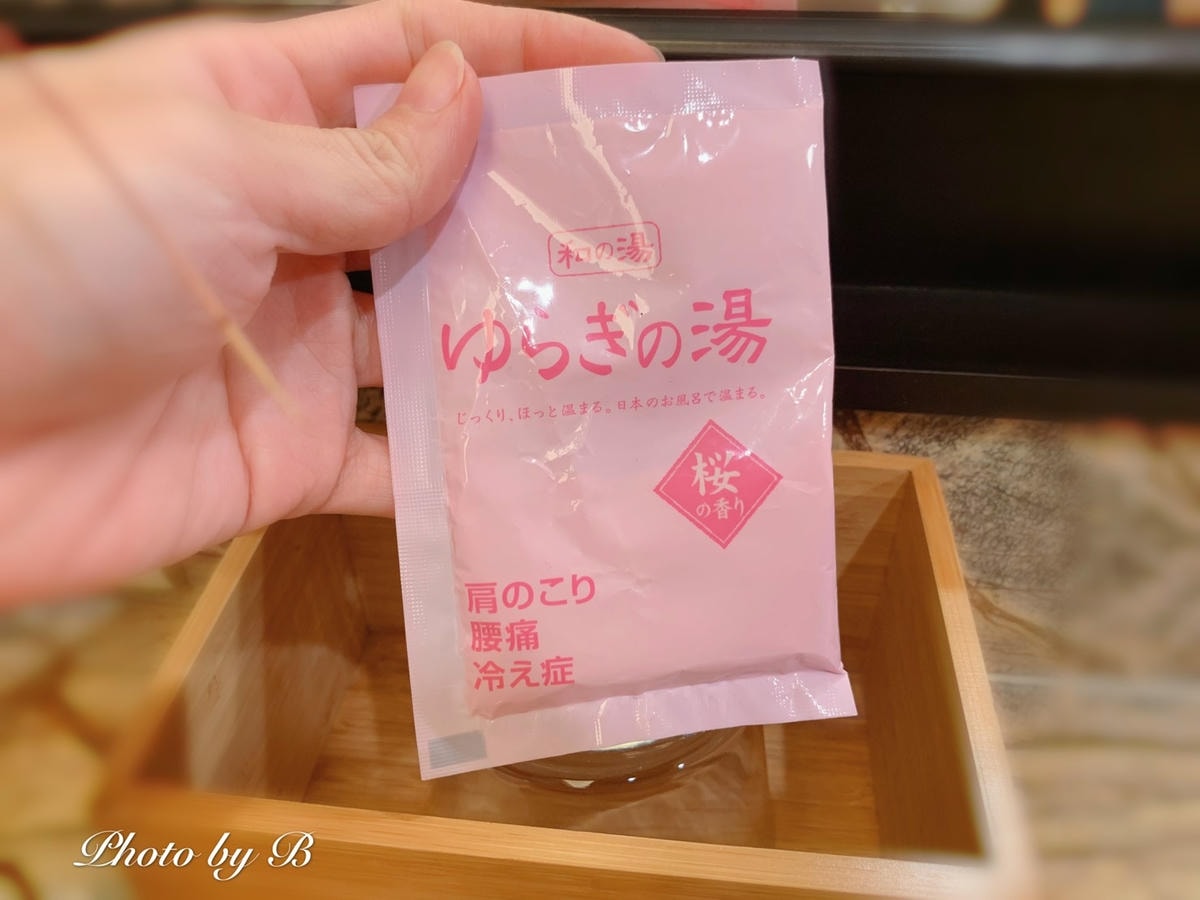 和の湯
ゆらぎの湯
じっくり、ほっと温まる。日本のお風呂で温まる。
桜
の香り
肩のこり
腰痛
冷え症
Photo by B